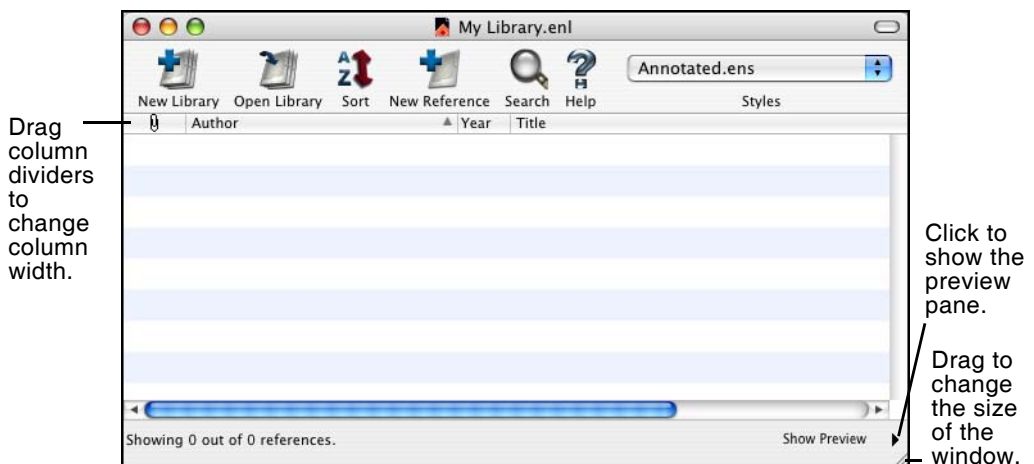 My Library.enl
New Library Open Library Sort New Reference Search Help Annotated.ens Styles
A
Z
Author Year Title
Drag
column
dividers
to
change
column
width.
Click to
show the
preview
pane.
Drag to
change
the size
of the
window.
Showing 0 out of 0 references. Show Preview